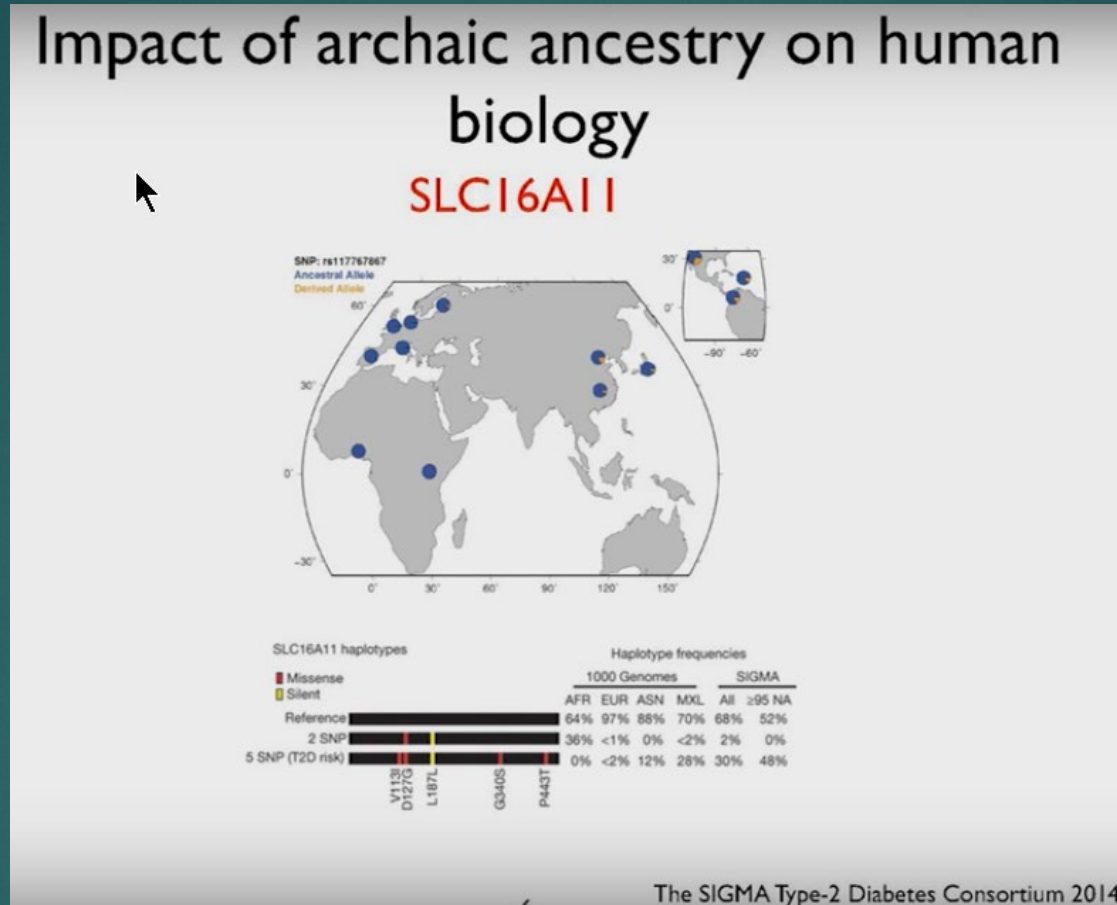 Impact of archaic ancestry on human
biology
SLC16A11
SNP: rs117767867
Ancestral Allele
Derived Allele
60°
30°
0°
-30°
0°
30°
60°
90°
120°
150°
30°
0°
-90°
-60°
SLC16A11 haplotypes
Missense
Silent
Haplotype frequencies
1000 Genomes SIGMA
AFR EUR ASN MXL All ≥95 NA
Reference 64% 97% 88% 70% 68% 52%
2 SNP 36% <1% 0% <2% 2% 0%
5 SNP (T2D risk) 0% <2% 12% 28% 30% 48%
V113I
D127G
L187L
G340S
P443T
The SIGMA Type-2 Diabetes Consortium 2014